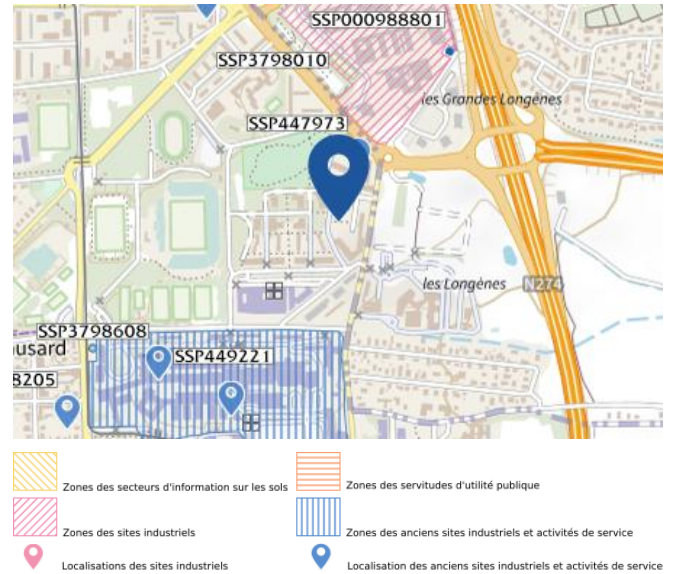 SSP000988801
SSP3798010
les Grandes Longènes
SSP447973
les Longènes
N274
SSP3798608
usard
SSP449221
8205
Zones des secteurs d'information sur les sols
Zones des servitudes d'utilité publique
Zones des sites industriels
Zones des anciens sites industriels et activités de service
Localisations des sites industriels
Localisation des anciens sites industriels et activités de service